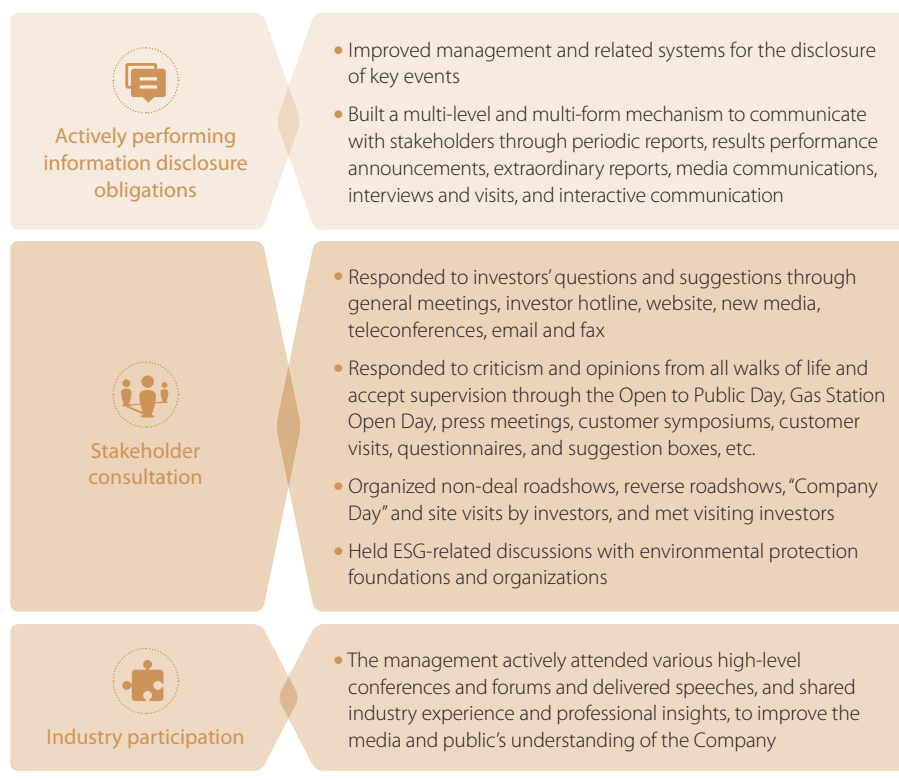 Actively performing
information disclosure
obligations
• Improved management and related systems for the disclosure
of key events
• Built a multi-level and multi-form mechanism to communicate
with stakeholders through periodic reports, results performance
announcements, extraordinary reports, media communications,
interviews and visits, and interactive communication
Stakeholder
consultation
• Responded to investors’ questions and suggestions through
general meetings, investor hotline, website, new media,
teleconferences, email and fax
• Responded to criticism and opinions from all walks of life and
accept supervision through the Open to Public Day, Gas Station
Open Day, press meetings, customer symposiums, customer
visits, questionnaires, and suggestion boxes, etc.
• Organized non-deal roadshows, reverse roadshows, “Company
Day” and site visits by investors, and met visiting investors
• Held ESG-related discussions with environmental protection
foundations and organizations
Industry participation
• The management actively attended various high-level
conferences and forums and delivered speeches, and shared
industry experience and professional insights, to improve the
media and public’s understanding of the Company